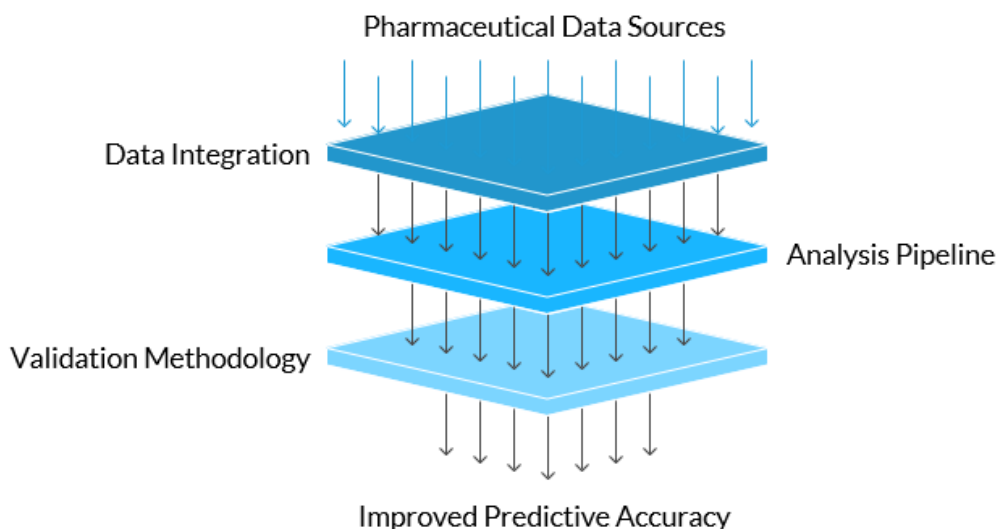 Pharmaceutical Data Sources
Data Integration
Analysis Pipeline
Validation Methodology
Improved Predictive Accuracy